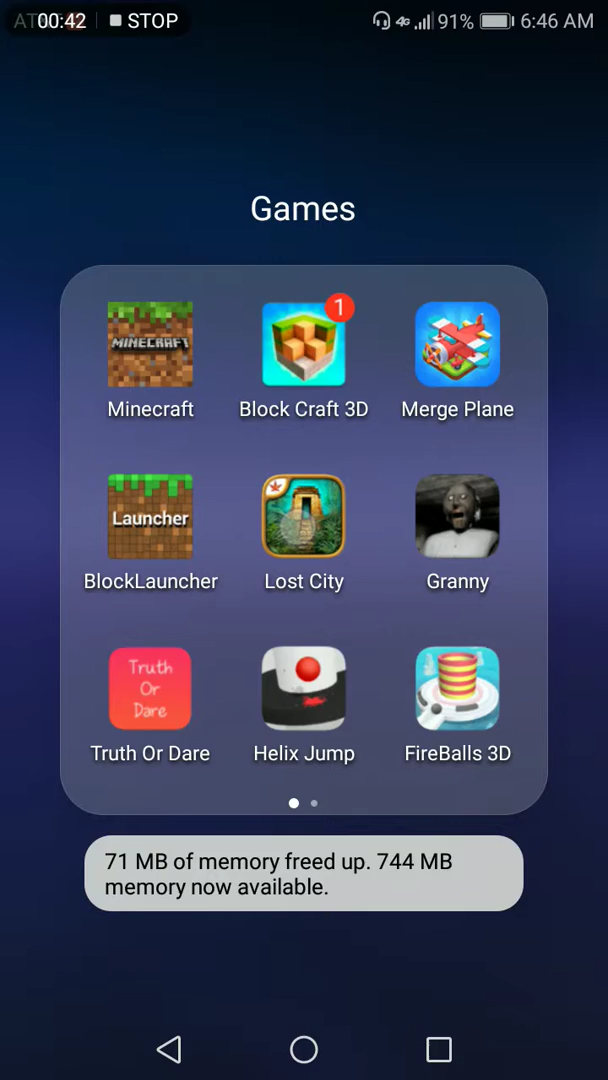 00:42 STOP 4G 91% 6:46 AM
Games
MINECRAFT
1
Minecraft Block Craft 3D Merge Plane
Launcher
BlockLauncher Lost City Granny
Truth
Or
Dare
Truth Or Dare Helix Jump FireBalls 3D
71 MB of memory freed up. 744 MB
memory now available.